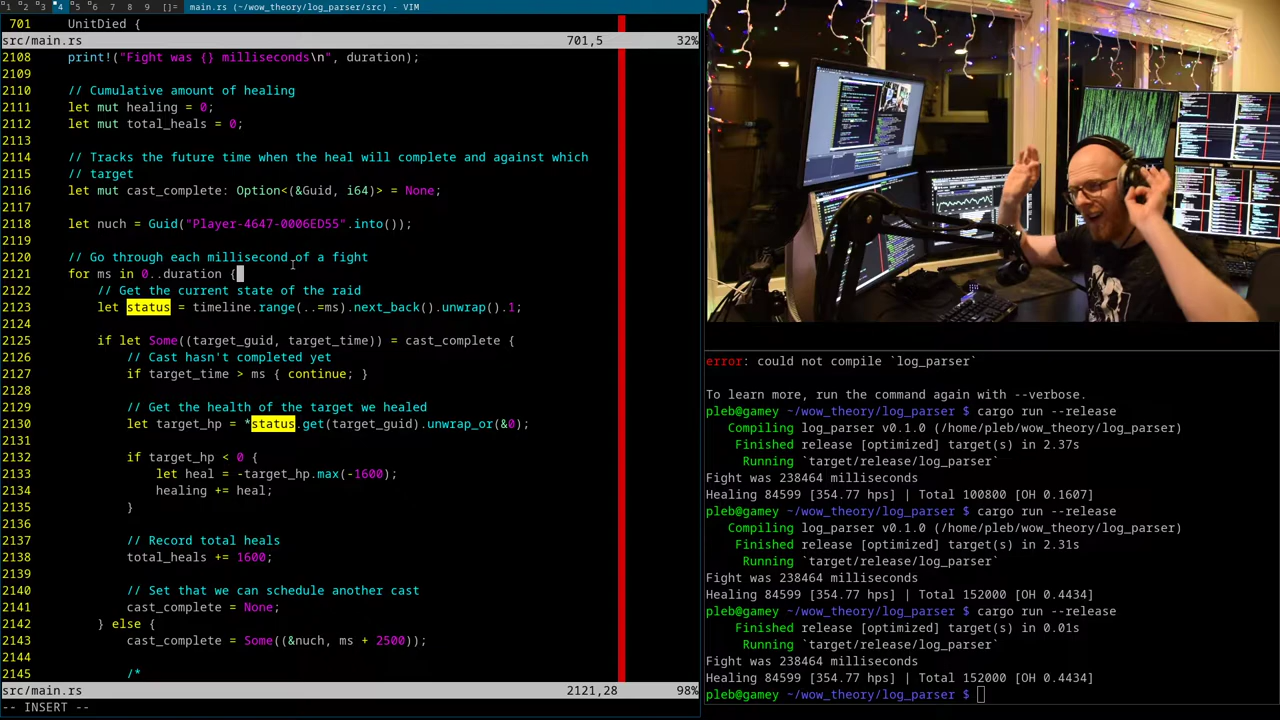 1 2 3 4 5 6 7 8 9 []= main.rs (~/wow_theory/log_parser/src) - VIM
701 UnitDied {
src/main.rs 701,5 32%
2108 print!("Fight was {} milliseconds\n", duration);
2109
2110 // Cumulative amount of healing
2111 let mut healing = 0;
2112 let mut total_heals = 0;
2113
2114 // Tracks the future time when the heal will complete and against which
2115 // target
2116 let mut cast_complete: Option<(&Guid, i64)> = None;
2117
2118 let nuch = Guid("Player-4647-0006ED55".into());
2119
2120 // Go through each millisecond of a fight
2121 for ms in 0..duration {
2122 // Get the current state of the raid
2123 let status = timeline.range(..=ms).next_back().unwrap().1;
2124
2125 if let Some((target_guid, target_time)) = cast_complete {
2126 // Cast hasn't completed yet
2127 if target_time > ms { continue; }
2128
2129 // Get the health of the target we healed
2130 let target_hp = *status.get(target_guid).unwrap_or(&0);
2131
2132 if target_hp < 0 {
2133 let heal = -target_hp.max(-1600);
2134 healing += heal;
2135 }
2136
2137 // Record total heals
2138 total_heals += 1600;
2139
2140 // Set that we can schedule another cast
2141 cast_complete = None;
2142 } else {
2143 cast_complete = Some((&nuch, ms + 2500));
2144
2145 /*
src/main.rs 2121,28 98%
-- INSERT --
error: could not compile `log_parser`
To learn more, run the command again with --verbose.
pleb@gamey ~/wow_theory/log_parser $ cargo run --release
Compiling log_parser v0.1.0 (/home/pleb/wow_theory/log_parser)
Finished release [optimized] target(s) in 2.37s
Running `target/release/log_parser`
Fight was 238464 milliseconds
Healing 84599 [354.77 hps] | Total 100800 [OH 0.1607]
pleb@gamey ~/wow_theory/log_parser $ cargo run --release
Compiling log_parser v0.1.0 (/home/pleb/wow_theory/log_parser)
Finished release [optimized] target(s) in 2.31s
Running `target/release/log_parser`
Fight was 238464 milliseconds
Healing 84599 [354.77 hps] | Total 152000 [OH 0.4434]
pleb@gamey ~/wow_theory/log_parser $ cargo run --release
Finished release [optimized] target(s) in 0.01s
Running `target/release/log_parser`
Fight was 238464 milliseconds
Healing 84599 [354.77 hps] | Total 152000 [OH 0.4434]
pleb@gamey ~/wow_theory/log_parser $